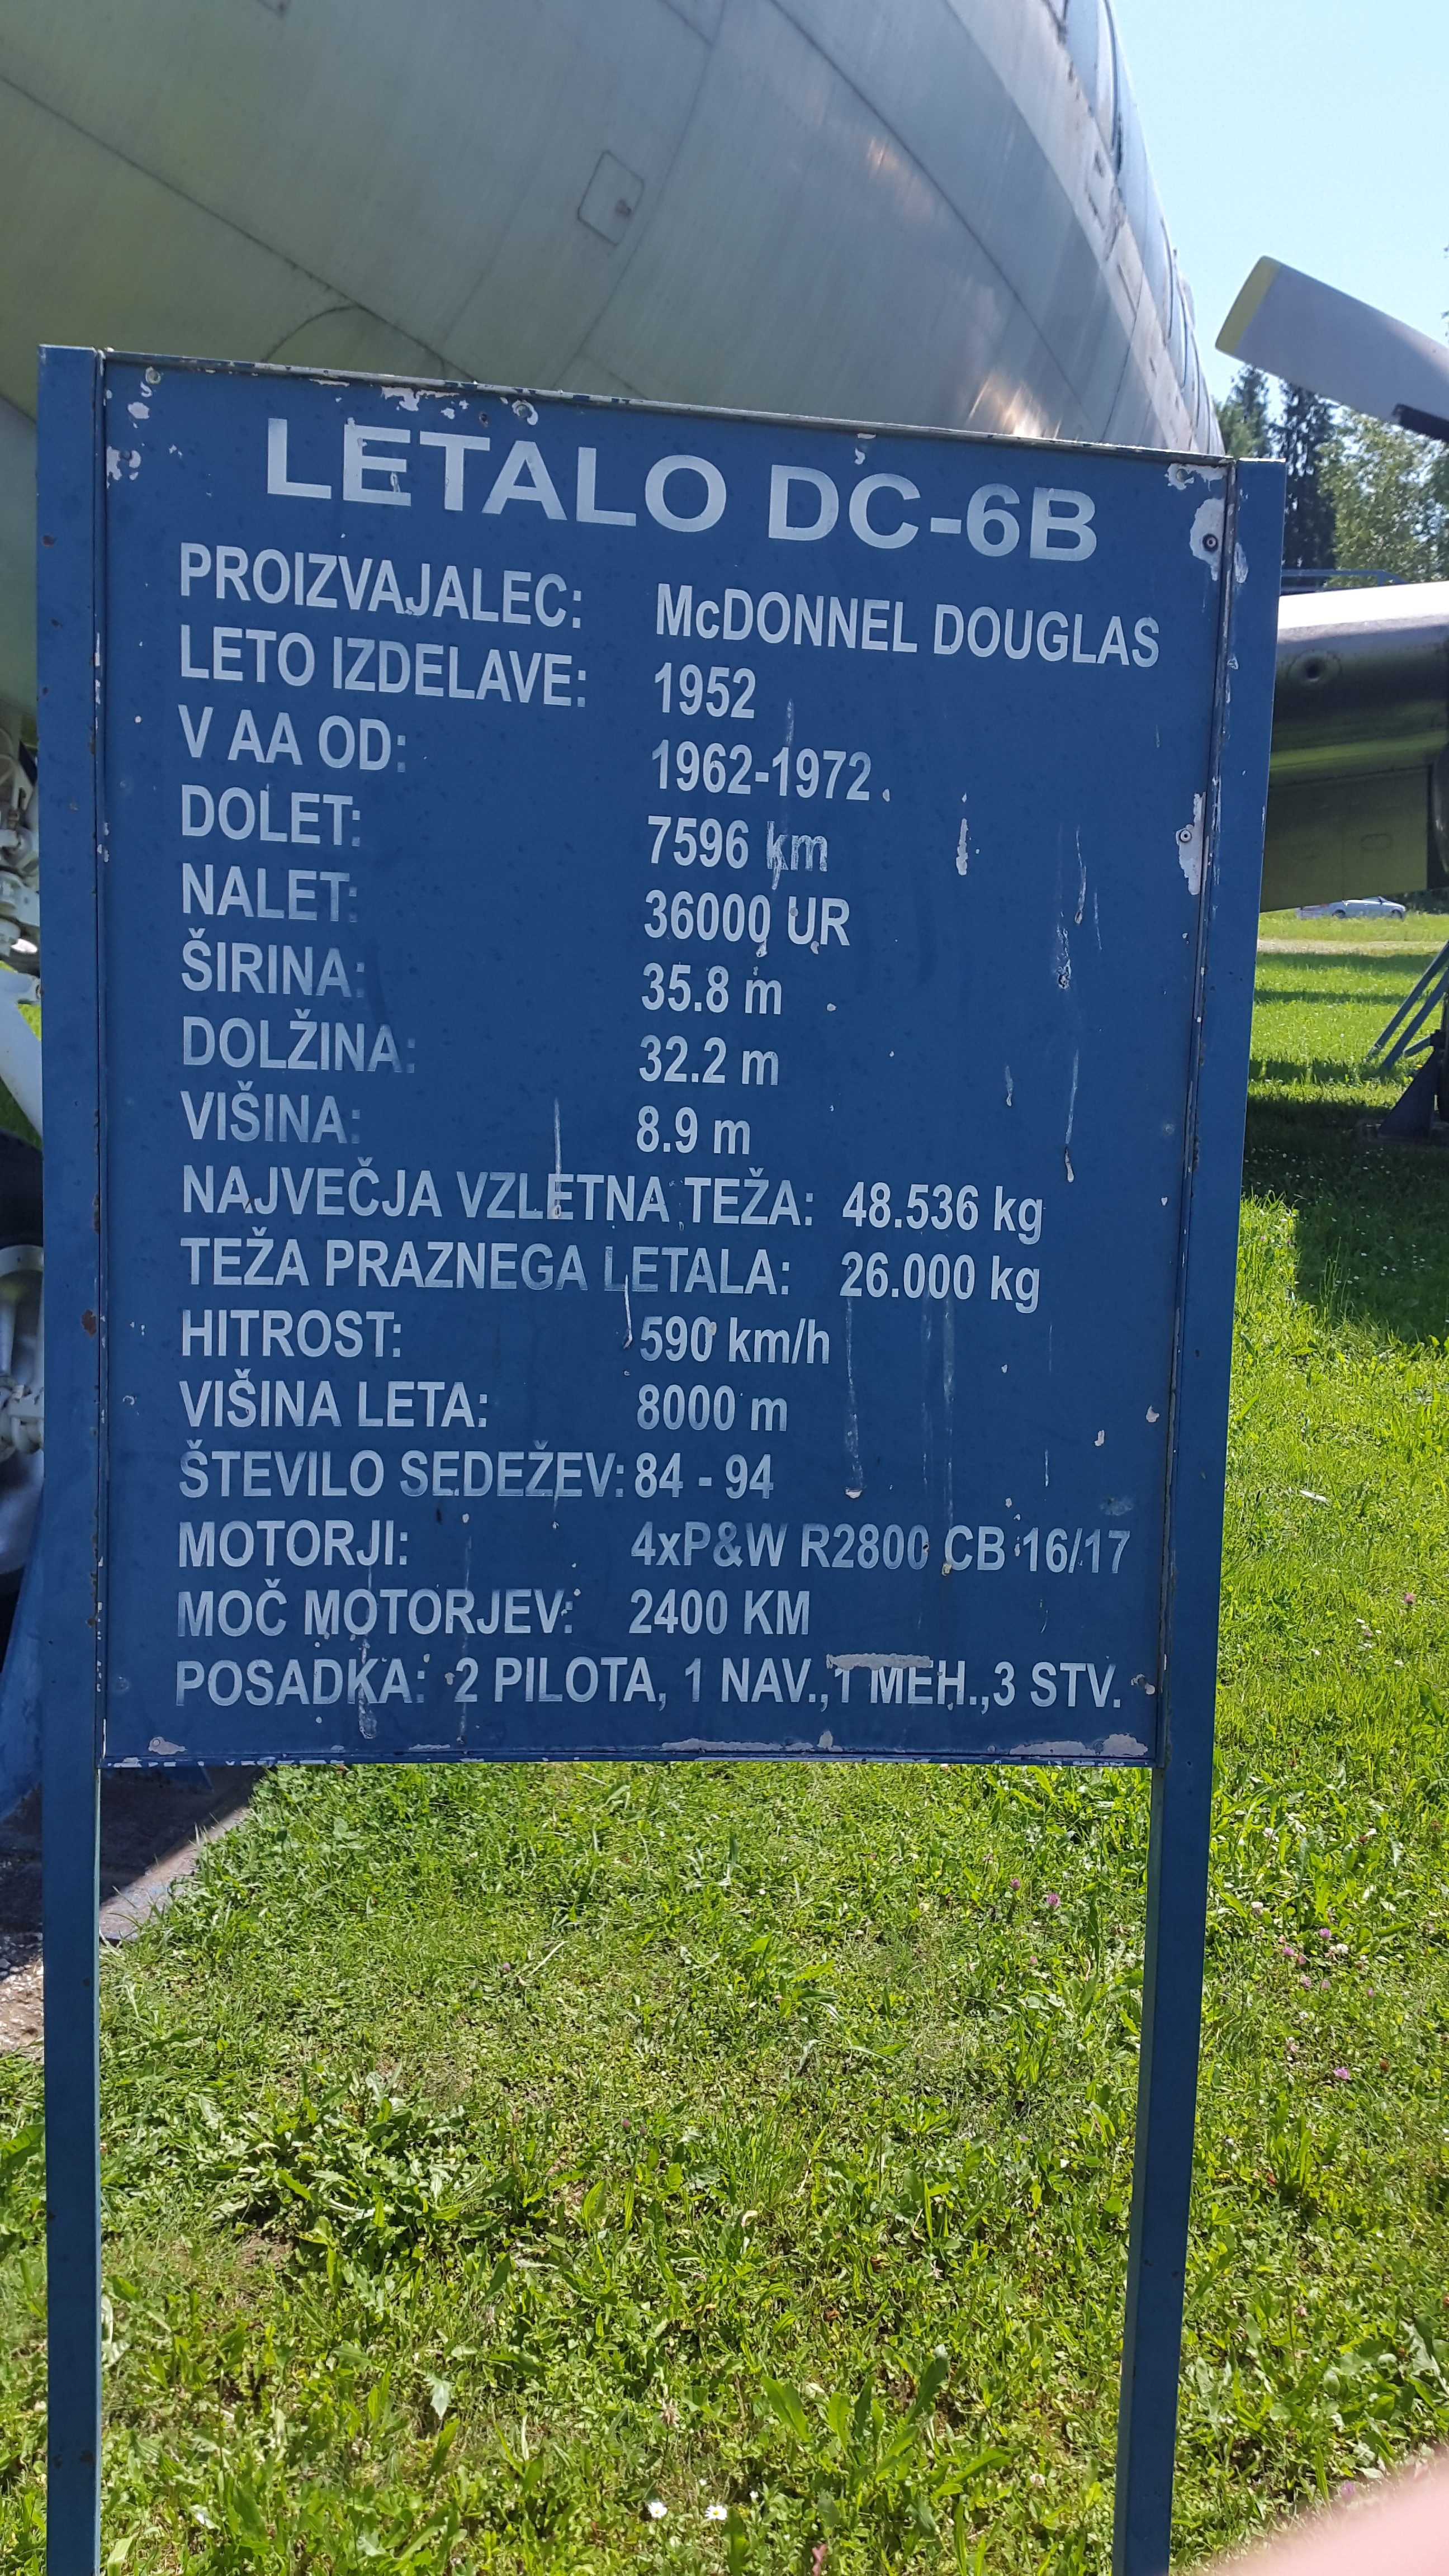 LETALO DC-6B
PROIZVAJALEC: McDONNEL DOUGLAS
LETO IZDELAVE: 1952
V AA OD: 1962-1972
DOLET: 7596 km
NALET: 36000 UR
ŠIRINA: 35.8 m
DOLŽINA: 32.2 m
VIŠINA: 8.9 m
NAJVEČJA VZLETNA TEŽA: 48.536 kg
TEŽA PRAZNEGA LETALA: 26.000 kg
HITROST: 590 km/h
VIŠINA LETA: 8000 m
ŠTEVILO SEDEŽEV: 84 - 94
MOTORJI: 4xP&W R2800 CB 16/17
MOČ MOTORJEV: 2400 KM
POSADKA: 2 PILOTA, 1 NAV.,1 MEH.,3 STV.